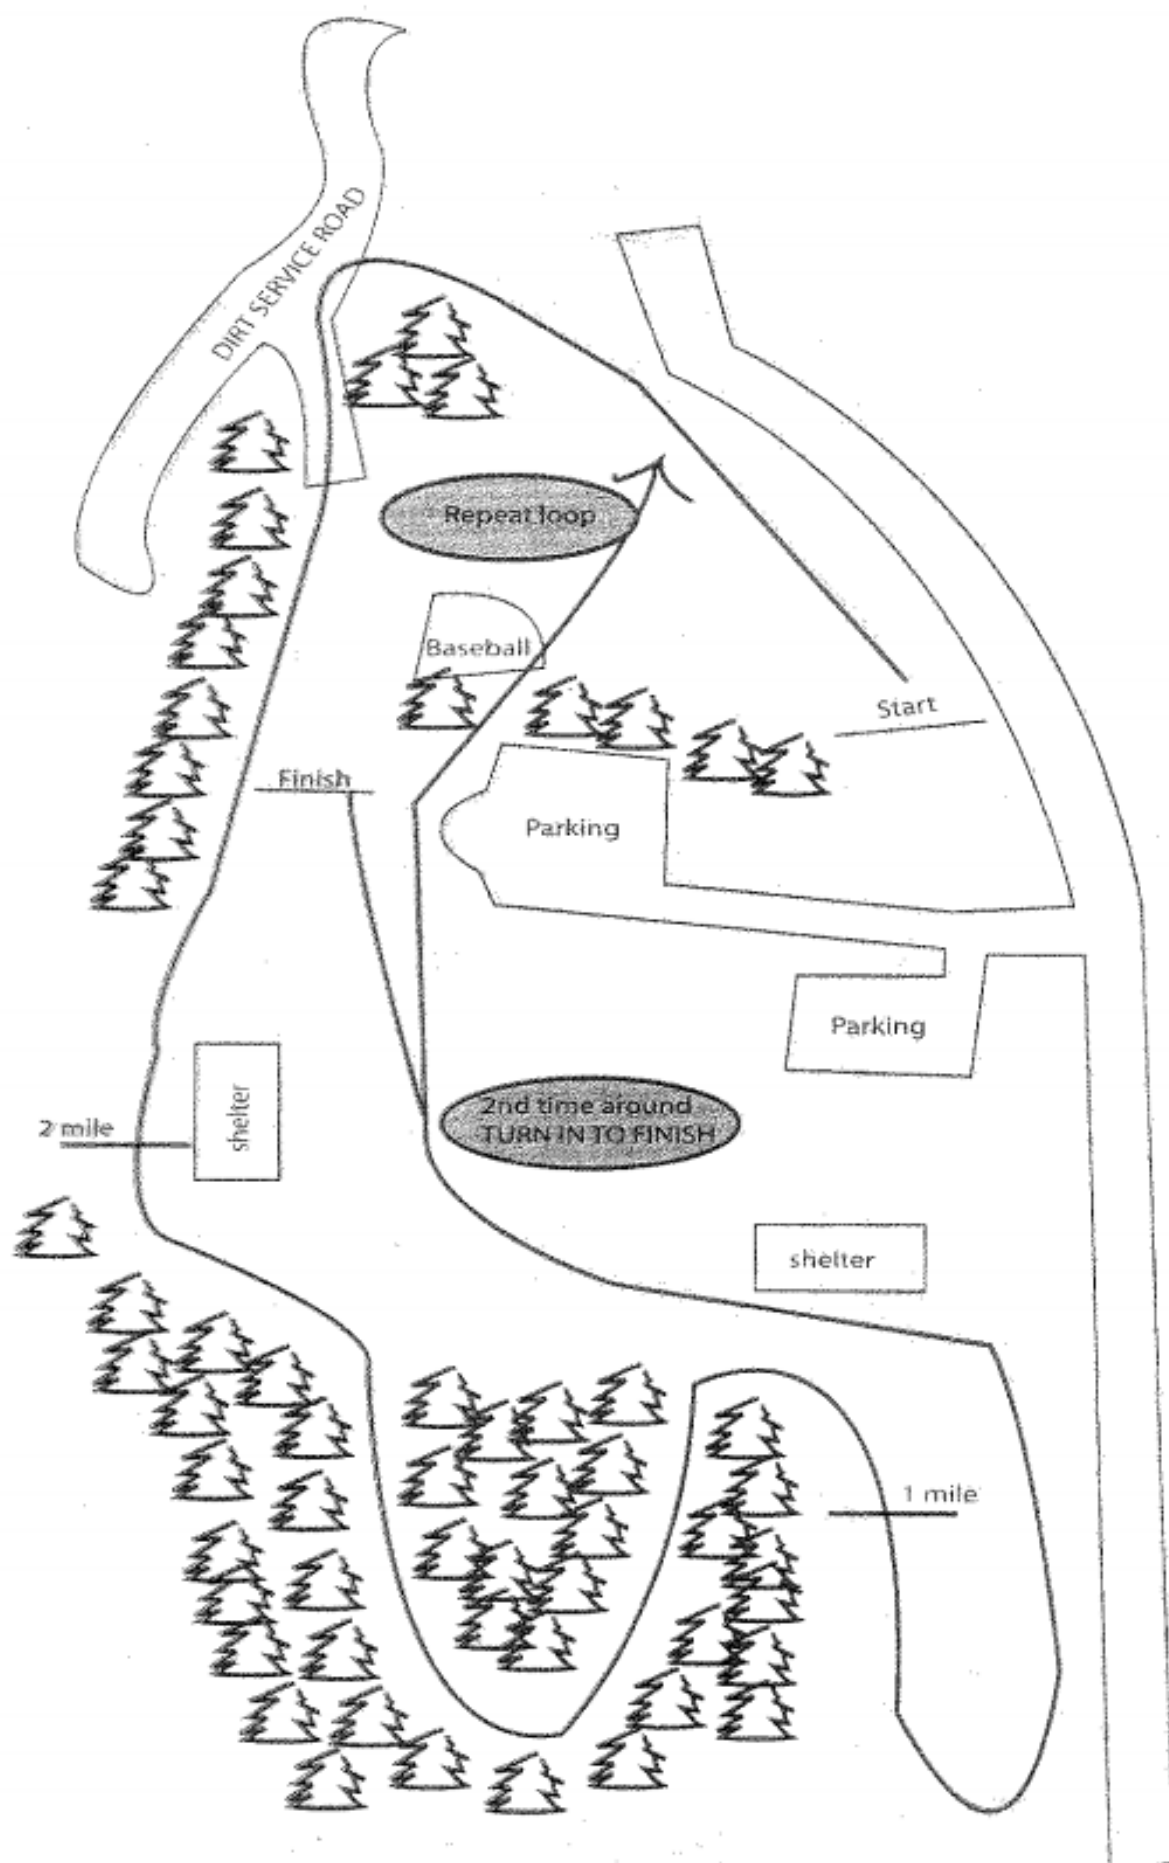 DIRT SERVICE ROAD
Repeat loop
Baseball
Start
Finish
Parking
Parking
shelter
2 mile
2nd time around
TURN IN TO FINISH
shelter
1 mile